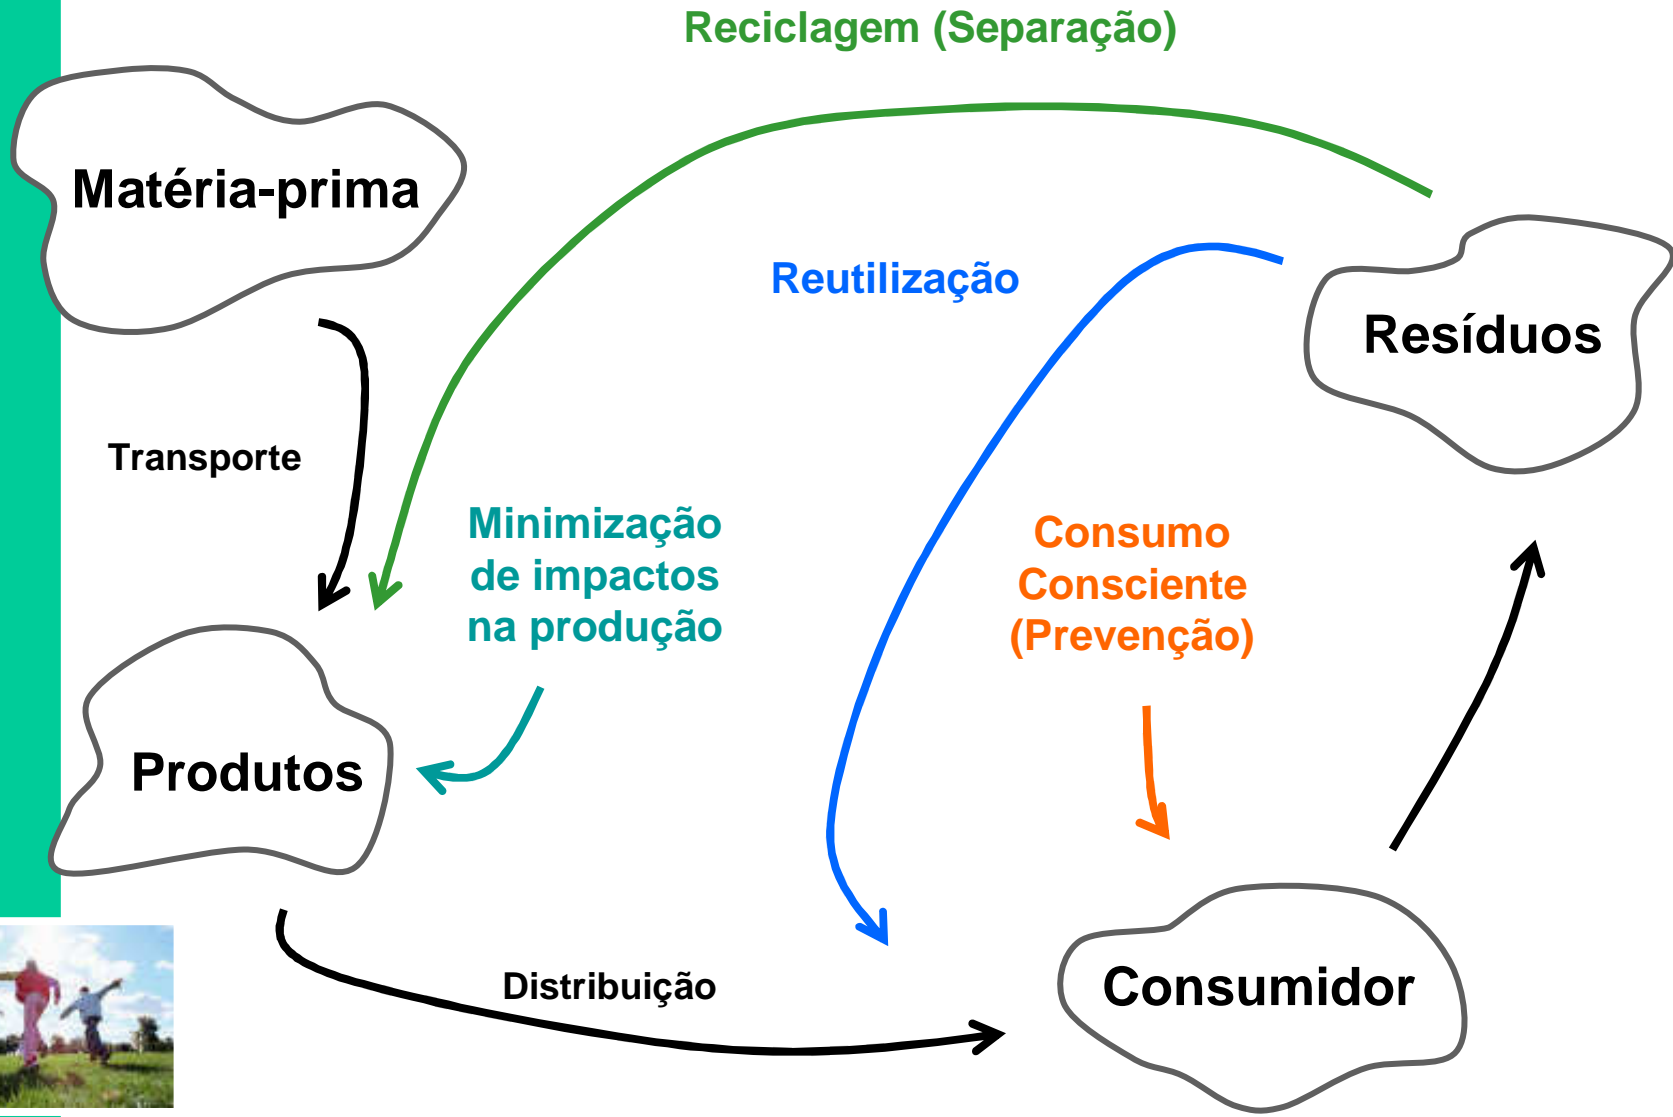 Reciclagem (Separação)
Matéria-prima
Reutilização
Resíduos
Transporte
Minimização
de impactos
na produção
Consumo
Consciente
(Prevenção)
Produtos
Distribuição
Consumidor